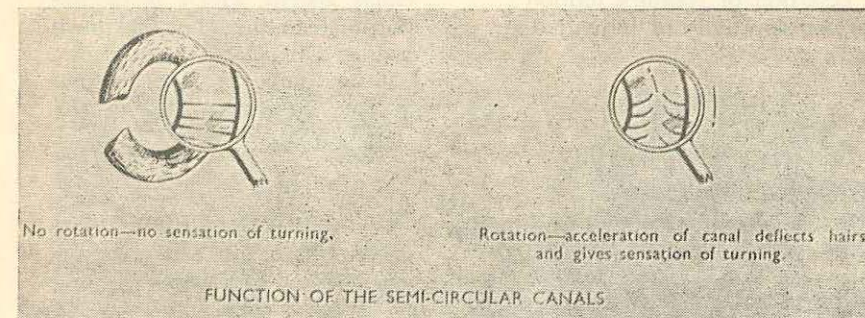 No rotation—no sensation of turning.
Rotation—acceleration of canal deflects hairs
and gives sensation of turning.
FUNCTION OF THE SEMI-CIRCULAR CANALS